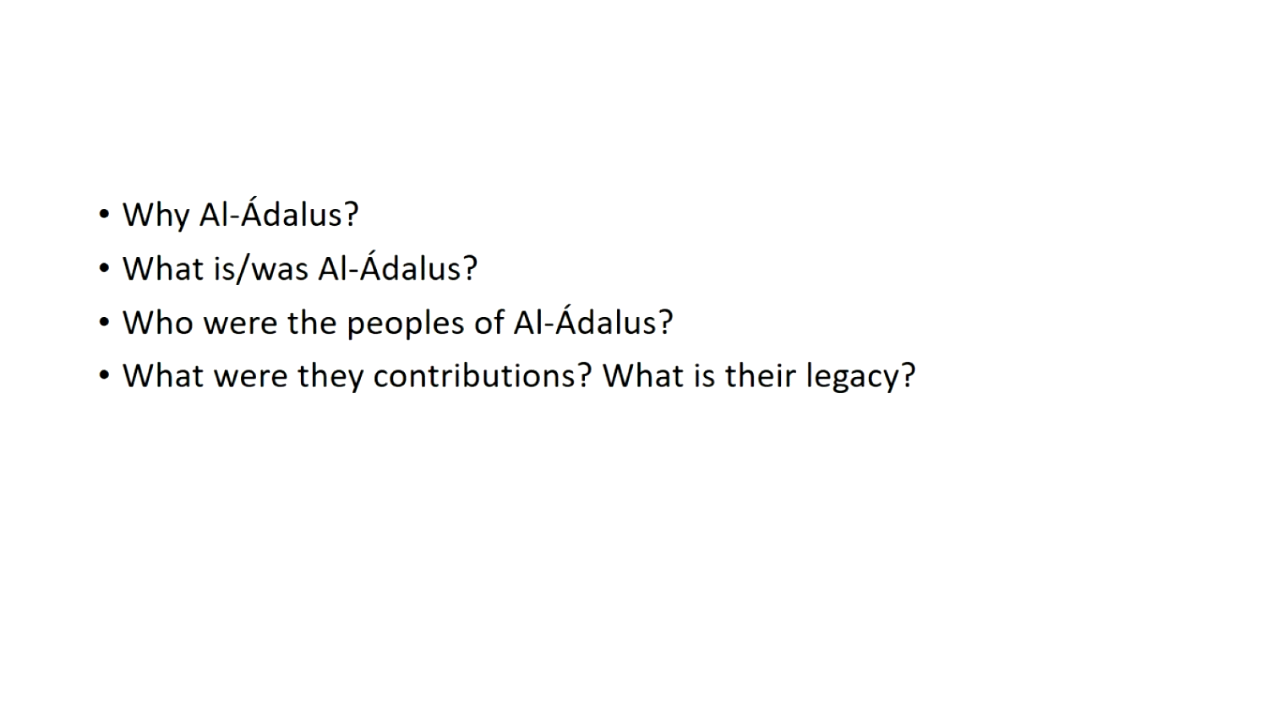 • Why Al-Ádalus?
• What is/was Al-Ádalus?
• Who were the peoples of Al-Ádalus?
• What were they contributions? What is their legacy?